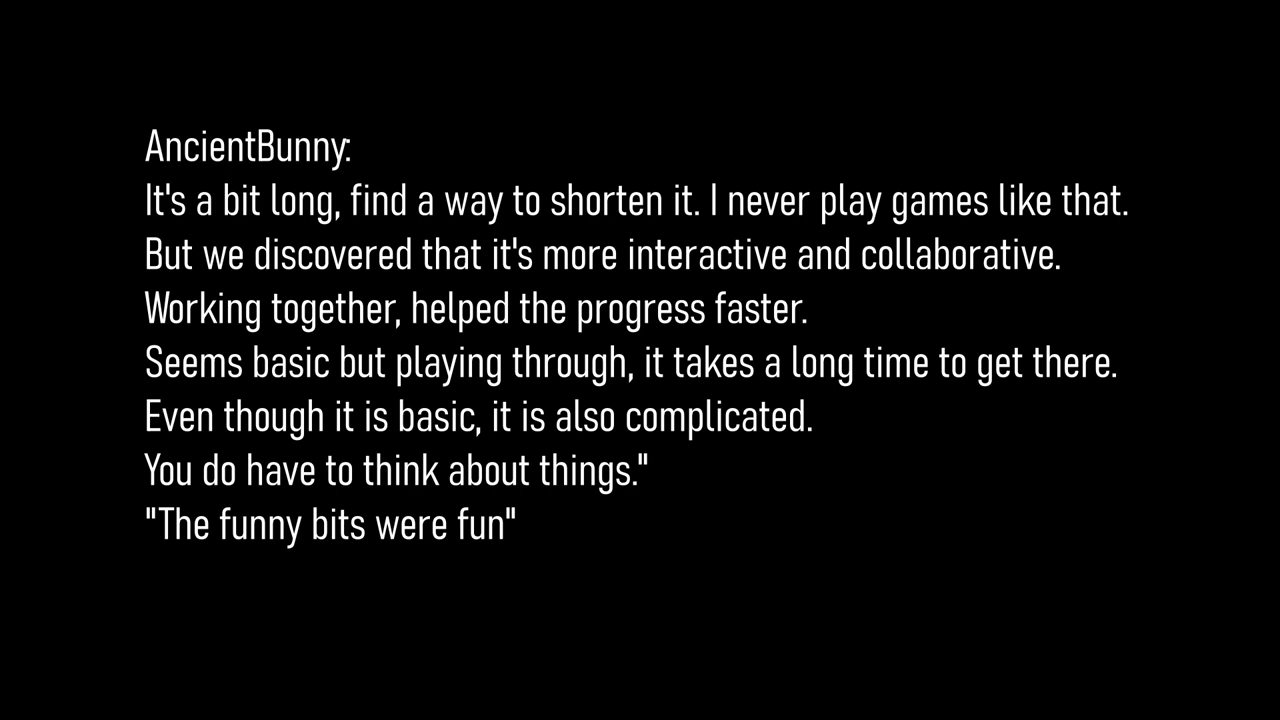 AncientBunny:
It's a bit long, find a way to shorten it. I never play games like that.
But we discovered that it's more interactive and collaborative.
Working together, helped the progress faster.
Seems basic but playing through, it takes a long time to get there.
Even though it is basic, it is also complicated.
You do have to think about things."
"The funny bits were fun"